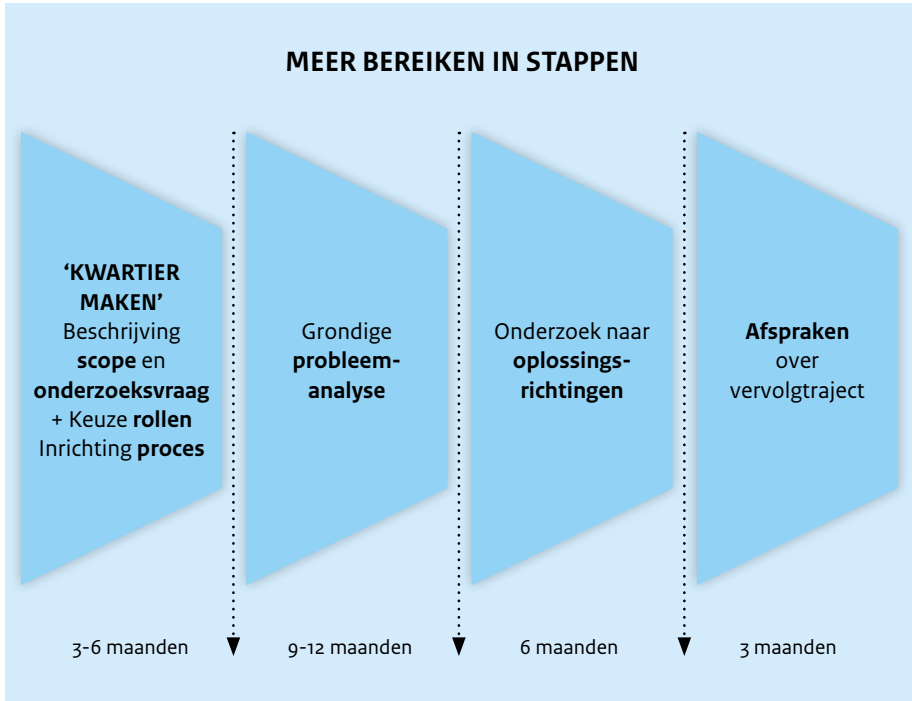 MEER BEREIKEN IN STAPPEN
‘KWARTIER
MAKEN’
Beschrijving
scope en
onderzoeksvraag
+ Keuze rollen
Inrichting proces
Grondige
probleem-
analyse
Onderzoek naar
oplossings-
richtingen
Afspraken
over
vervolgtraject
3-6 maanden
9-12 maanden
6 maanden
3 maanden